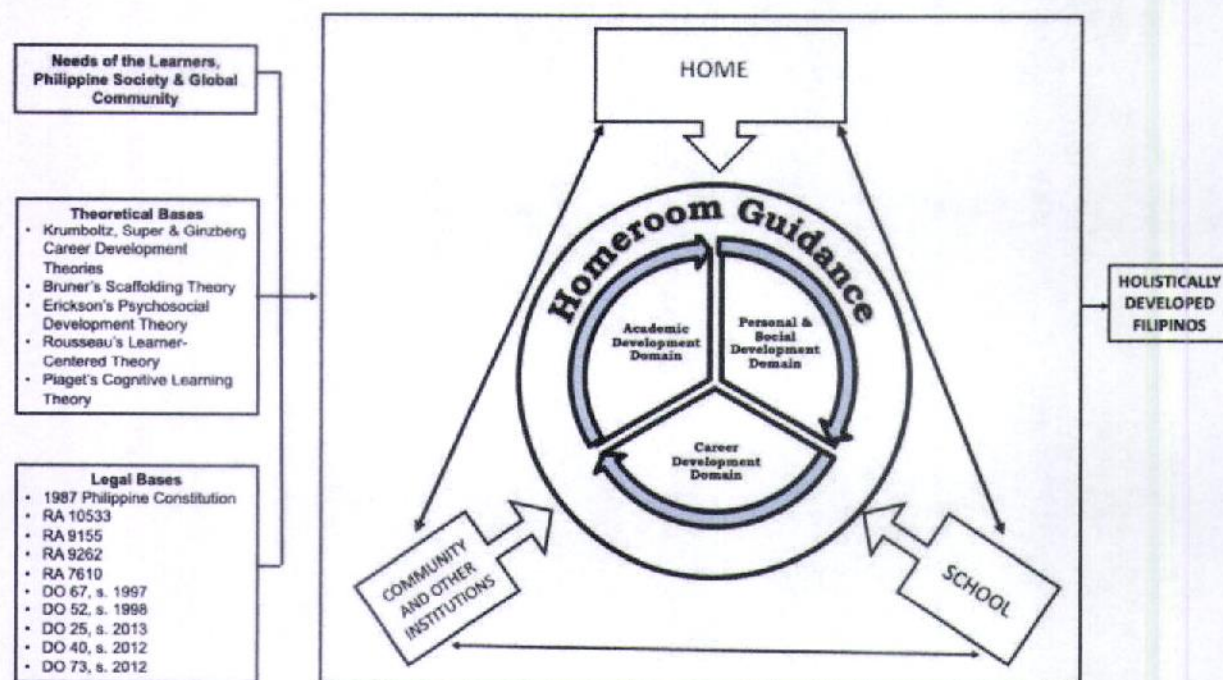 Needs of the Learners,
Philippine Society & Global
Community
Theoretical Bases
• Krumboltz, Super & Ginzberg
Career Development
Theories
• Bruner's Scaffolding Theory
• Erickson's Psychosocial
Development Theory
• Rousseau's Learner-
Centered Theory
• Piaget's Cognitive Learning
Theory
Legal Bases
• 1987 Philippine Constitution
• RA 10533
• RA 9155
• RA 9262
• RA 7610
• DO 67, s. 1997
• DO 52, s. 1998
• DO 25, s. 2013
• DO 40, s. 2012
• DO 73, s. 2012
HOME
Homeroom Guidance
Academic
Development
Domain
Personal &
Social
Development
Domain
Career
Development
Domain
COMMUNITY
AND OTHER
INSTITUTIONS
SCHOOL
HOLISTICALLY
DEVELOPED
FILIPINOS